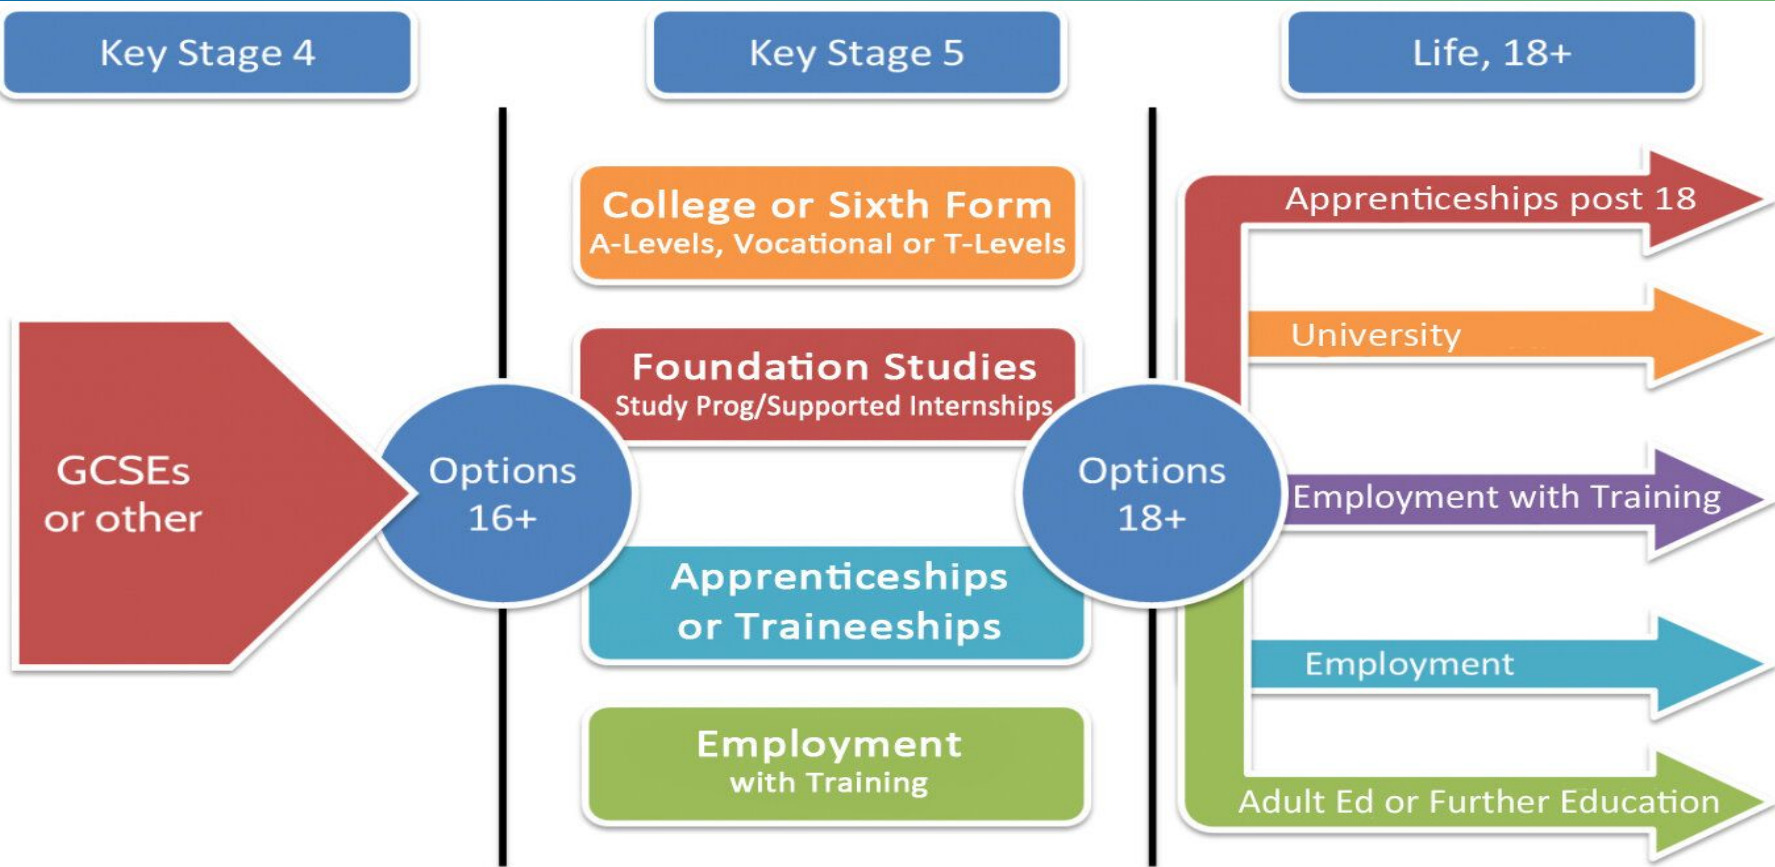 Key Stage 4
Key Stage 5
Life, 18+
GCSEs
or other
Options
16+
College or Sixth Form
A-Levels, Vocational or T-Levels
Foundation Studies
Study Prog/Supported Internships
Apprenticeships
or Traineeships
Employment
with Training
Options
18+
Apprenticeships post 18
University
Employment with Training
Employment
Adult Ed or Further Education